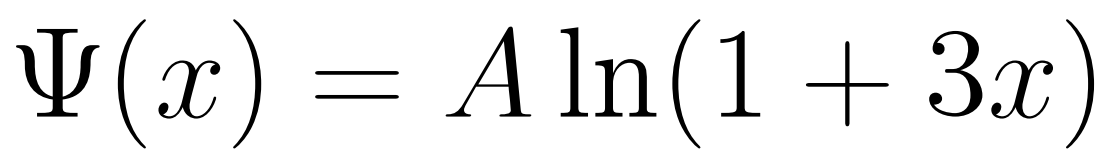 Ψ(x) = A ln(1 + 3x)